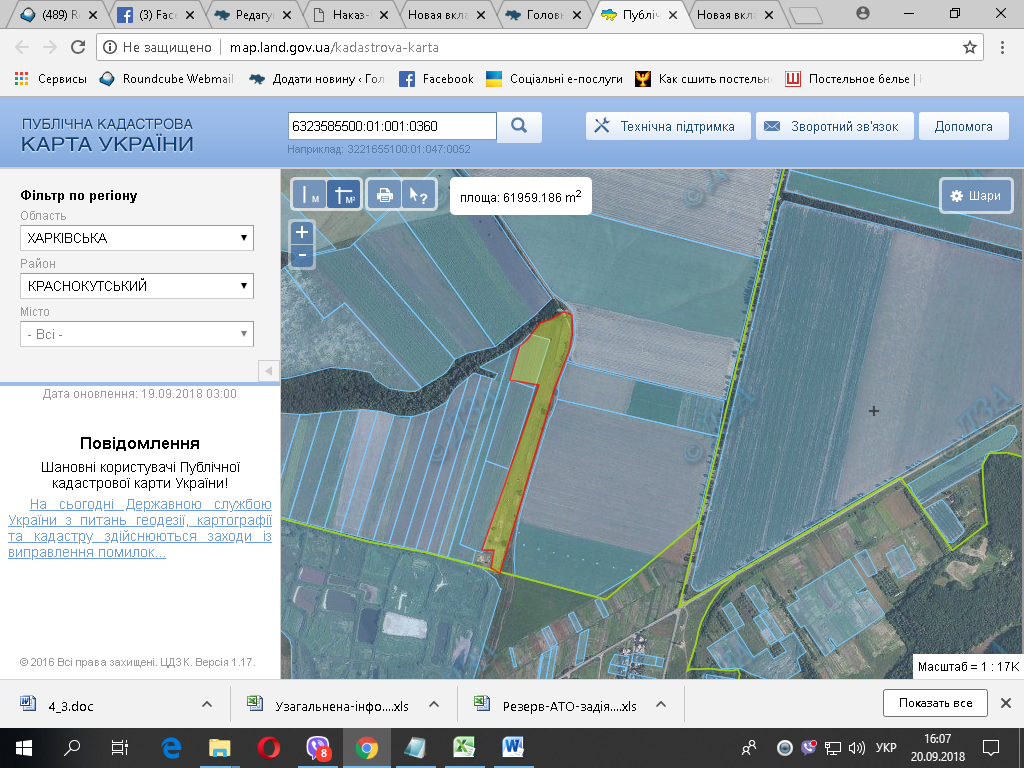 (489) R
(3) Fac
Редагу
Наказ-
Новая вкл
Головн
Публіч
Новая вкл
Не защищено
map.land.gov.ua/kadastrova-karta
Сервисы
Roundcube Webmail
Додати новину ‹ Гол
Facebook
Соціальні е-послуги
Как сшить постельн
Постельное белье |
ПУБЛІЧНА КАДАСТРОВА
КАРТА УКРАЇНИ
6323585500:01:001:0360
Наприклад: 3221655100:01:047:0052
Технічна підтримка
Зворотний зв'язок
Допомога
Фільтр по регіону
Область
ХАРКІВСЬКА
Район
КРАСНОКУТСЬКИЙ
Місто
- Всі -
м
м²
?
площа: 61959.186 m²
Шари
+
-
Дата оновлення: 19.09.2018 03:00
Повідомлення
Шановні користувачі Публічної
кадастрової карти України!
На сьогодні Державною службою
України з питань геодезії, картографії
та кадастру здійснюються заходи із
виправлення помилок...
© 2016 Всі права захищені. ЦДЗК. Версія 1.17.
Масштаб = 1 : 17K
4_3.doc
Узагальнена-інфо....xls
Резерв-АТО-задія....xls
Показать все
8
УКР
16:07
20.09.2018